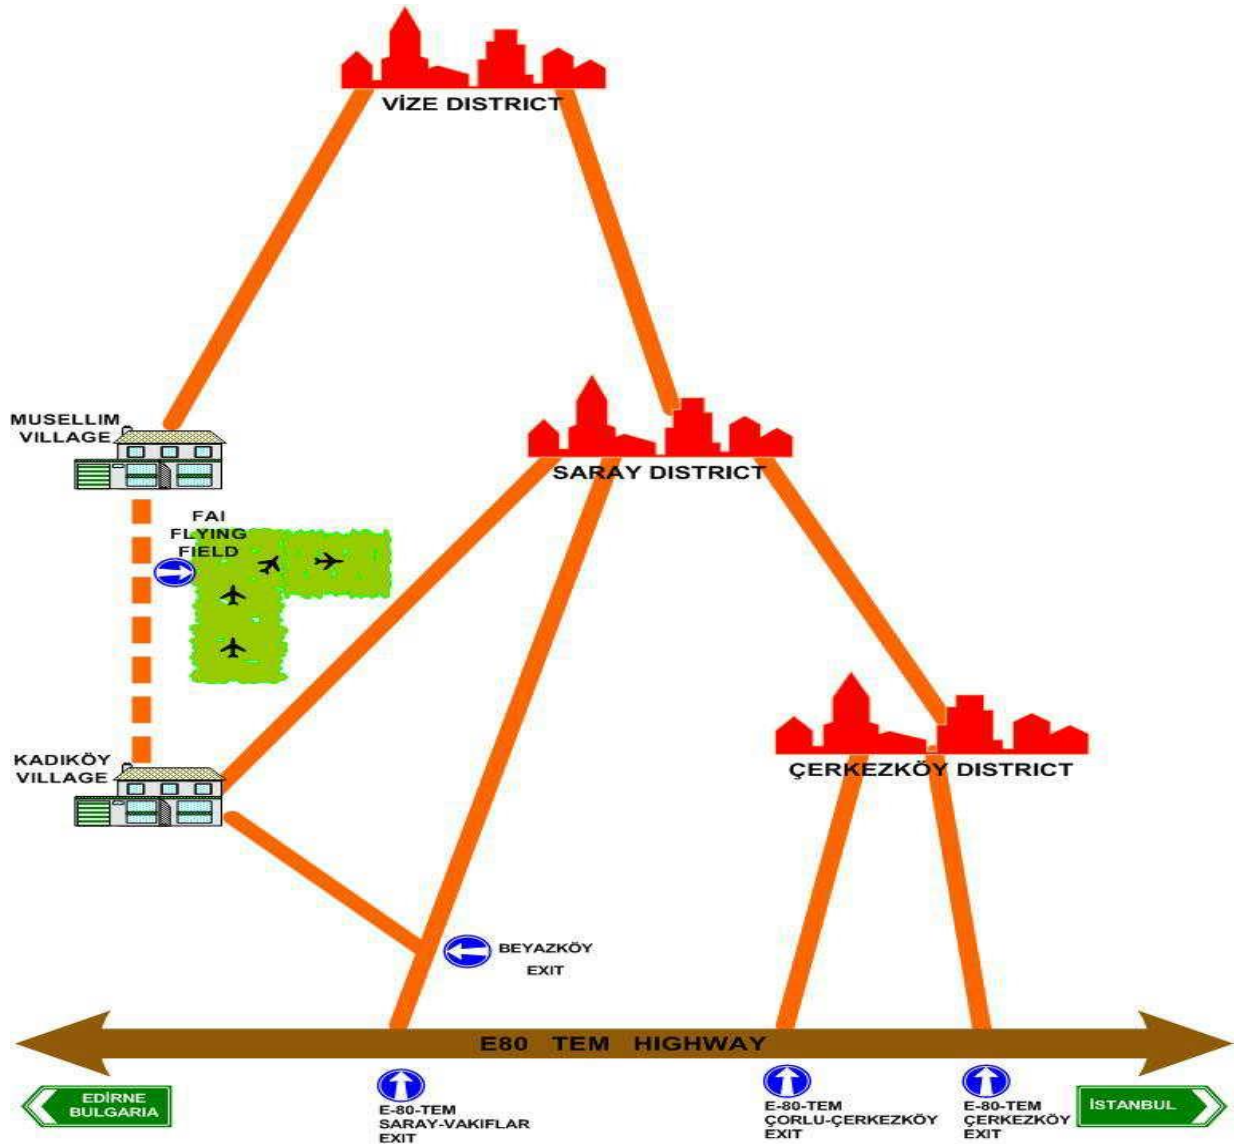 VİZE DISTRICT
MUSELLIM
VILLAGE
SARAY DISTRICT
FAI
FLYING
FIELD
KADIKÖY
VILLAGE
ÇERKEZKÖY DISTRICT
BEYAZKÖY
EXIT
E80 TEM HIGHWAY
EDİRNE
BULGARIA
E-80-TEM
SARAY-VAKIFLAR
EXIT
E-80-TEM
ÇORLU-ÇERKEZKÖY
EXIT
E-80-TEM
ÇERKEZKÖY
EXIT
İSTANBUL